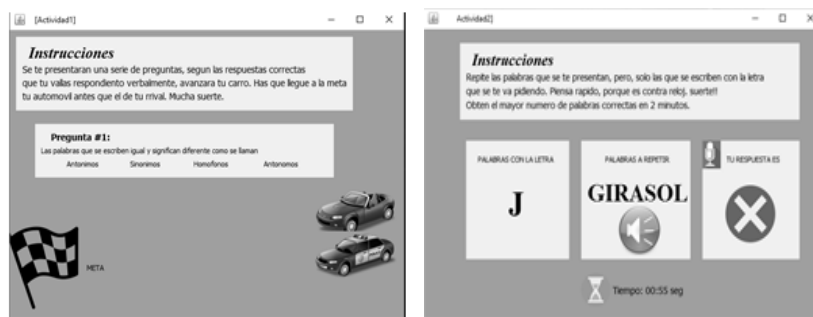 [Actividad1]
Instrucciones
Se te presentaran una serie de preguntas, segun las respuestas correctas
que tu vallas respondiento verbalmente, avanzara tu carro. Has que llegue a la meta
tu automovil antes que el de tu rrival. Mucha suerte.
Pregunta #1:
Las palabras que se escriben igual y significan diferente como se llaman
Antonimos Sinonimos Homofonos Antonomos
META
Actividad2]
Instrucciones
Repite las palabras que se te presentan, pero, solo las que se escriben con la letra
que se te va pidiendo. Piensa rapido, porque es contra reloj. suerte!!
Obten el mayor numero de palabras correctas en 2 minutos.
PALABRAS CON LA LETRA
J
PALABRAS A REPETIR
GIRASOL
TU RESPUESTA ES
Tiempo: 00:55 seg